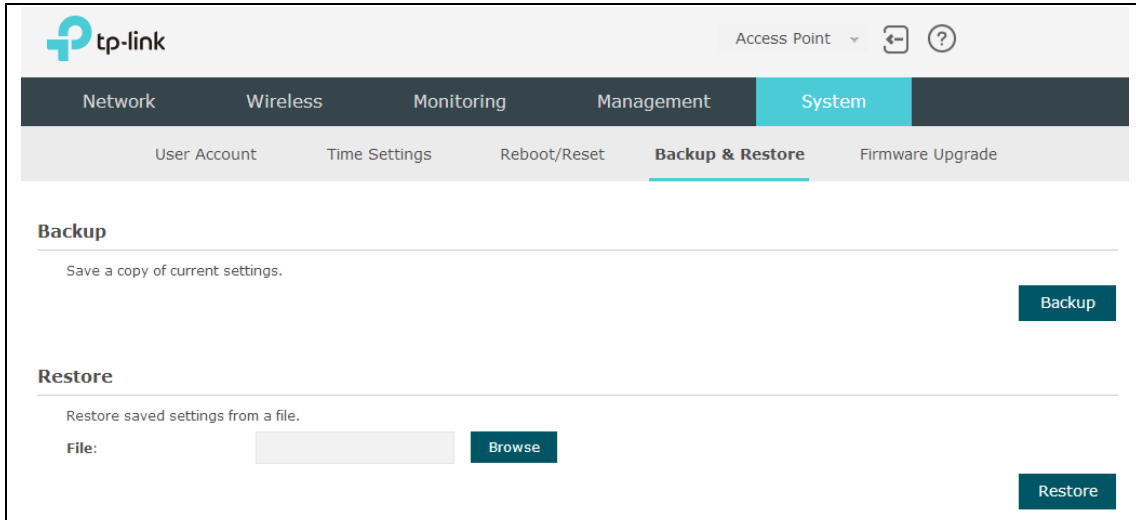 tp-link
Access Point
Network Wireless Monitoring Management System
User Account Time Settings Reboot/Reset Backup & Restore Firmware Upgrade
Backup
Save a copy of current settings.
Backup
Restore
Restore saved settings from a file.
File: Browse
Restore